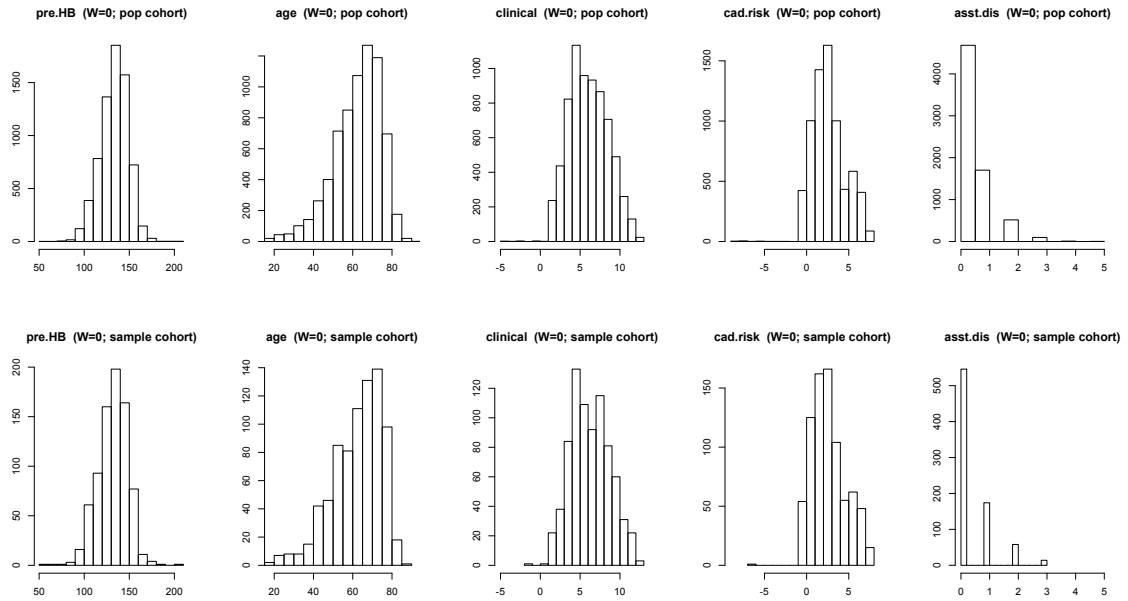 pre.HB (W=0; pop cohort)
age (W=0; pop cohort)
clinical (W=0; pop cohort)
cad.risk (W=0; pop cohort)
asst.dis (W=0; pop cohort)
0 500 1000 1500
50 100 150 200
0 200 400 600 800 1000 1200
20 40 60 80
0 200 400 600 800 1000
-5 0 5 10
0 500 1000 1500
-5 0 5
0 1000 2000 3000 4000
0 1 2 3 4 5
pre.HB (W=0; sample cohort)
age (W=0; sample cohort)
clinical (W=0; sample cohort)
cad.risk (W=0; sample cohort)
asst.dis (W=0; sample cohort)
0 50 100 150 200
50 100 150 200
0 20 40 60 80 100 120 140
20 40 60 80
0 20 40 60 80 100 120
-5 0 5 10
0 50 100 150
-5 0 5
0 100 200 300 400 500
0 1 2 3 4 5